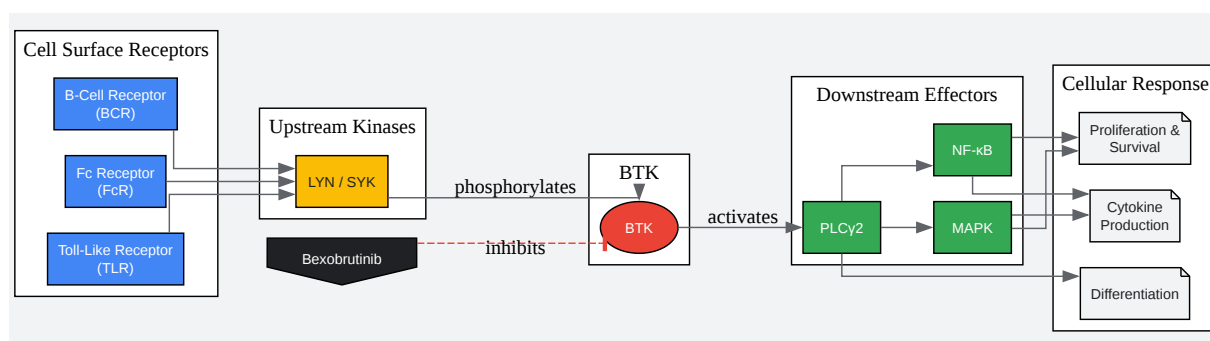 Cell Surface Receptors
B-Cell Receptor
(BCR)
Fc Receptor
(FcR)
Toll-Like Receptor
(TLR)
Upstream Kinases
LYN / SYK
Bexobrutinib
phosphorylates
inhibits
BTK
BTK
activates
Downstream Effectors
NF-κB
PLCγ2
MAPK
Cellular Response
Proliferation &
Survival
Cytokine
Production
Differentiation